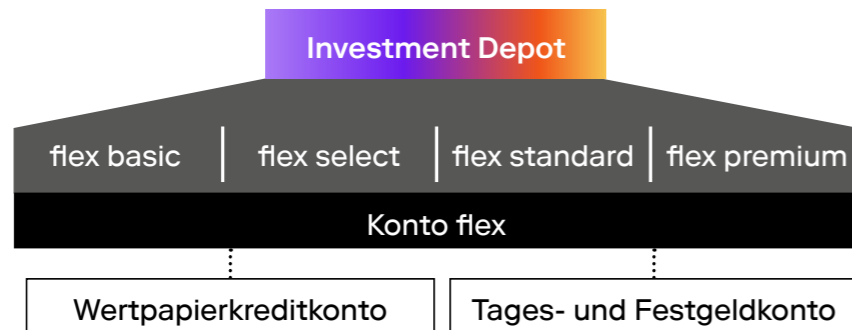 Investment Depot
flex basic
flex select
flex standard
flex premium
Konto flex
Wertpapierkreditkonto
Tages- und Festgeldkonto